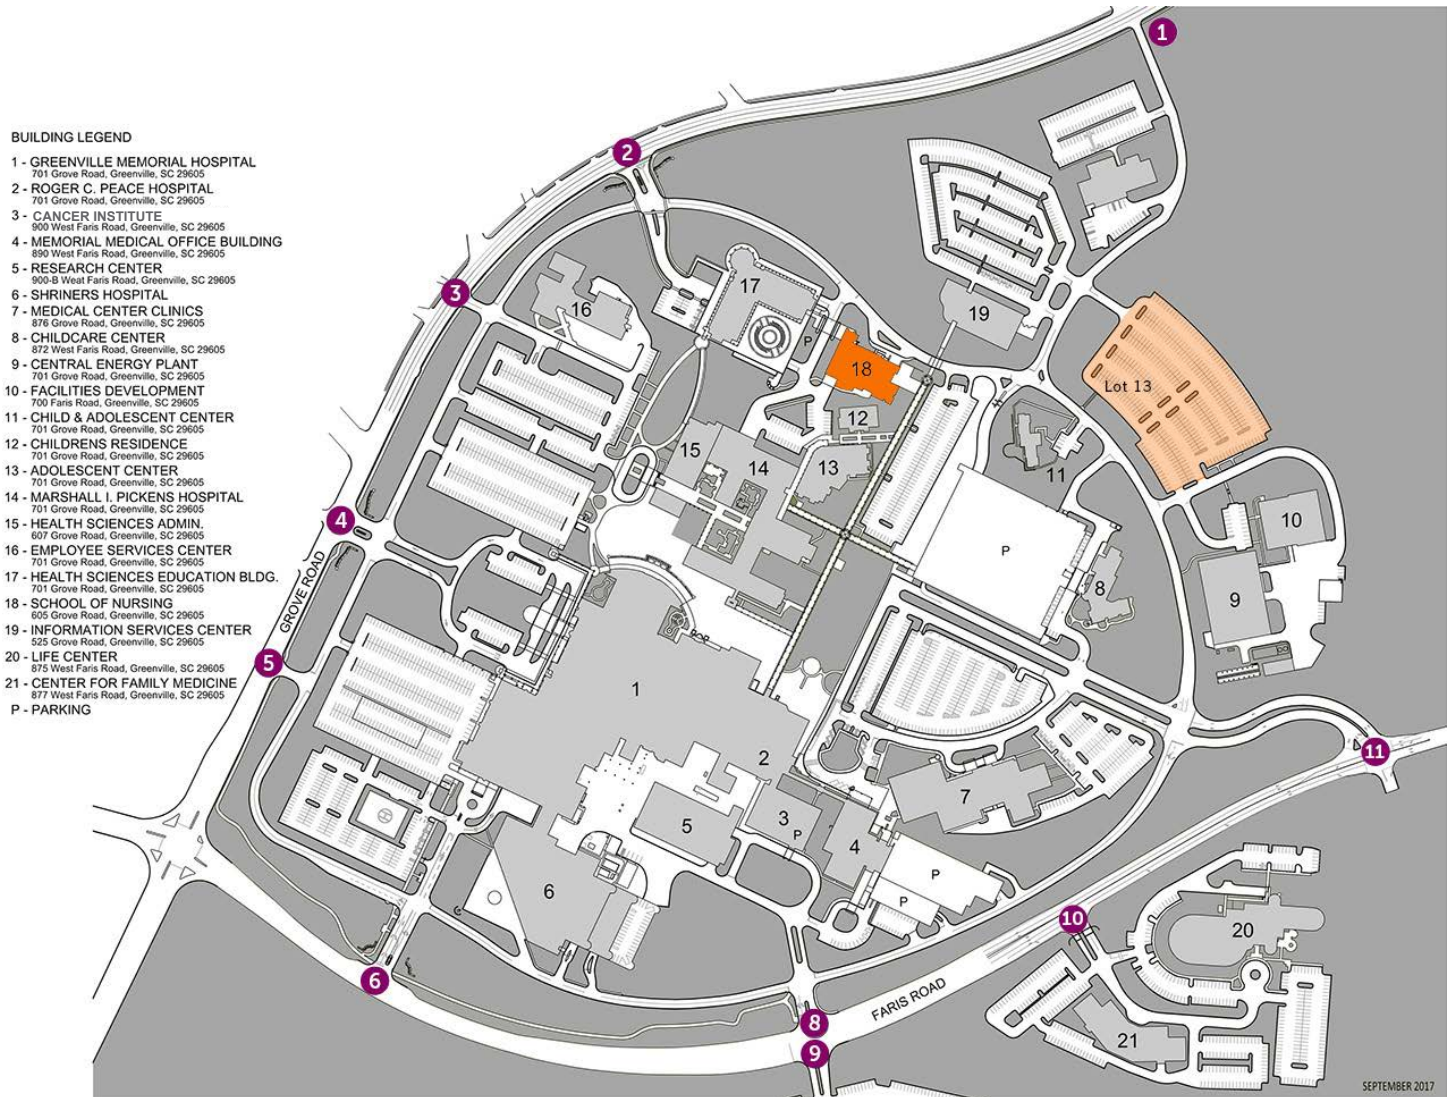 BUILDING LEGEND
1 - GREENVILLE MEMORIAL HOSPITAL
701 Grove Road, Greenville, SC 29605
2 - ROGER C. PEACE HOSPITAL
701 Grove Road, Greenville, SC 29605
3 - CANCER INSTITUTE
900 West Faris Road, Greenville, SC 29605
4 - MEMORIAL MEDICAL OFFICE BUILDING
890 West Faris Road, Greenville, SC 29605
5 - RESEARCH CENTER
900-B Weat Faris Road, Greenville, SC 29605
6 - SHRINERS HOSPITAL
7 - MEDICAL CENTER CLINICS
876 Grove Road, Greenville, SC 29605
8 - CHILDCARE CENTER
872 West Faris Road, Greenville, SC 29605
9 - CENTRAL ENERGY PLANT
701 Grove Road, Greenville, SC 29605
10 - FACILITIES DEVELOPMENT
700 Faris Road, Greenville, SC 29605
11 - CHILD & ADOLESCENT CENTER
701 Grove Road, Greenville, SC 29605
12 - CHILDRENS RESIDENCE
701 Grove Road, Greenville, SC 29605
13 - ADOLESCENT CENTER
701 Grove Road, Greenville, SC 29605
14 - MARSHALL I. PICKENS HOSPITAL
701 Grove Road, Greenville, SC 29605
15 - HEALTH SCIENCES ADMIN.
607 Grove Road, Greenville, SC 29605
16 - EMPLOYEE SERVICES CENTER
701 Grove Road, Greenville, SC 29605
17 - HEALTH SCIENCES EDUCATION BLDG.
701 Grove Road, Greenville, SC 29605
18 - SCHOOL OF NURSING
605 Grove Road, Greenville, SC 29605
19 - INFORMATION SERVICES CENTER
525 Grove Road, Greenville, SC 29605
20 - LIFE CENTER
875 West Faris Road, Greenville, SC 29605
21 - CENTER FOR FAMILY MEDICINE
877 West Faris Road, Greenville, SC 29605
P - PARKING
1
2
3
17
16
19
P
18
Lot 13
12
15
14
13
11
4
10
P
8
9
GROVE ROAD
5
1
2
11
7
3
5
P
4
P
6
P
10
20
6
FARIS ROAD
8
21
9
H
SEPTEMBER 2017